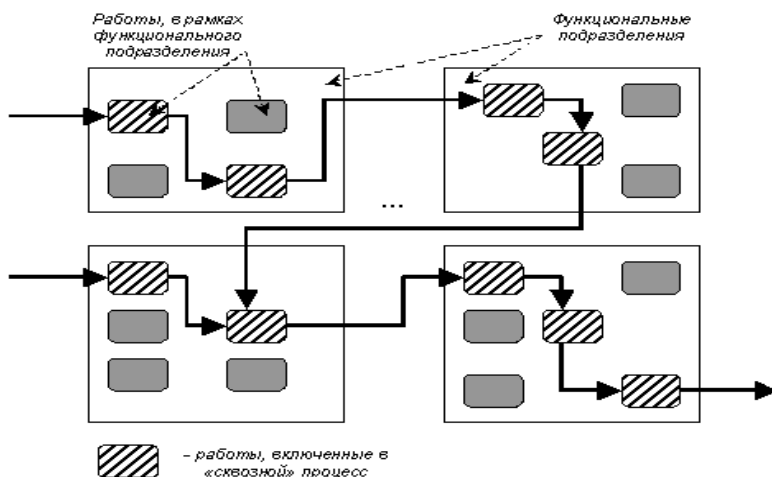 Работы, в рамках
функционального
подразделения
Функциональные
подразделения
...
– работы, включенные в
«сквозной» процесс